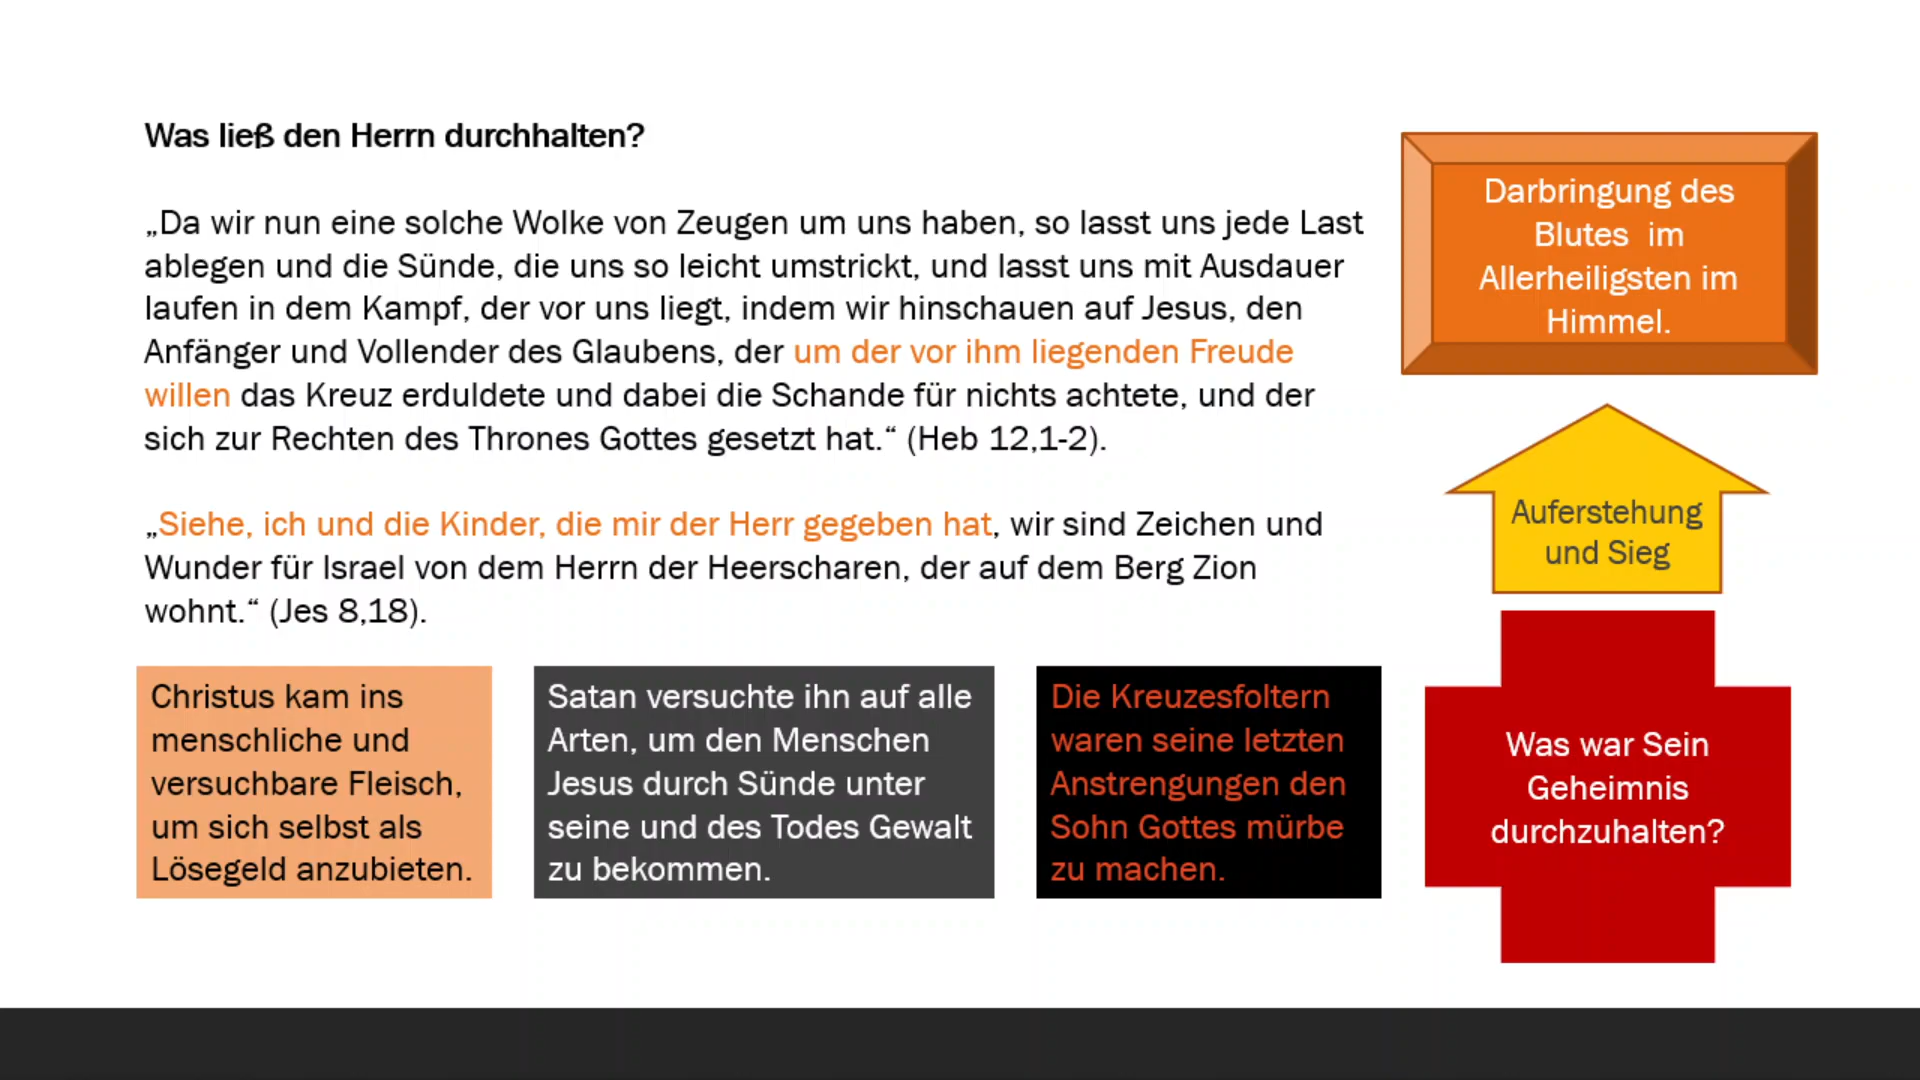 Was ließ den Herrn durchhalten?
„Da wir nun eine solche Wolke von Zeugen um uns haben, so lasst uns jede Last
ablegen und die Sünde, die uns so leicht umstrickt, und lasst uns mit Ausdauer
laufen in dem Kampf, der vor uns liegt, indem wir hinschauen auf Jesus, den
Anfänger und Vollender des Glaubens, der um der vor ihm liegenden Freude
willen das Kreuz erduldete und dabei die Schande für nichts achtete, und der
sich zur Rechten des Thrones Gottes gesetzt hat.“ (Heb 12,1-2).
„Siehe, ich und die Kinder, die mir der Herr gegeben hat, wir sind Zeichen und
Wunder für Israel von dem Herrn der Heerscharen, der auf dem Berg Zion
wohnt.“ (Jes 8,18).
Christus kam ins
menschliche und
versuchbare Fleisch,
um sich selbst als
Lösegeld anzubieten.
Satan versuchte ihn auf alle
Arten, um den Menschen
Jesus durch Sünde unter
seine und des Todes Gewalt
zu bekommen.
Die Kreuzesfoltern
waren seine letzten
Anstrengungen den
Sohn Gottes mürbe
zu machen.
Darbringung des
Blutes  im
Allerheiligsten im
Himmel.
Auferstehung
und Sieg
Was war Sein
Geheimnis
durchzuhalten?